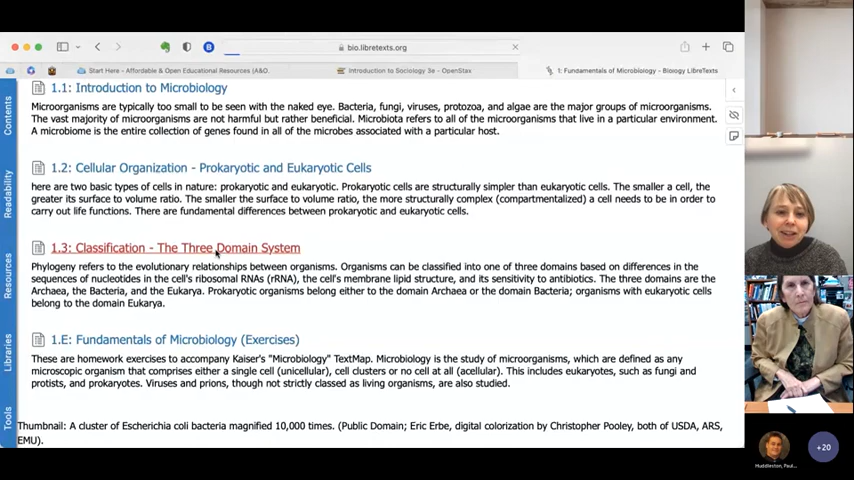 bio.libretexts.org
Start Here - Affordable & Open Educational Resources (A&O...
Introduction to Sociology 3e - OpenStax
1: Fundamentals of Microbiology - Biology LibreTexts
Contents
Readability
Resources
Libraries
Tools
1.1: Introduction to Microbiology
Microorganisms are typically too small to be seen with the naked eye. Bacteria, fungi, viruses, protozoa, and algae are the major groups of microorganisms.
The vast majority of microorganisms are not harmful but rather beneficial. Microbiota refers to all of the microorganisms that live in a particular environment.
A microbiome is the entire collection of genes found in all of the microbes associated with a particular host.
1.2: Cellular Organization - Prokaryotic and Eukaryotic Cells
here are two basic types of cells in nature: prokaryotic and eukaryotic. Prokaryotic cells are structurally simpler than eukaryotic cells. The smaller a cell, the
greater its surface to volume ratio. The smaller the surface to volume ratio, the more structurally complex (compartmentalized) a cell needs to be in order to
carry out life functions. There are fundamental differences between prokaryotic and eukaryotic cells.
1.3: Classification - The Three Domain System
Phylogeny refers to the evolutionary relationships between organisms. Organisms can be classified into one of three domains based on differences in the
sequences of nucleotides in the cell's ribosomal RNAs (rRNA), the cell's membrane lipid structure, and its sensitivity to antibiotics. The three domains are the
Archaea, the Bacteria, and the Eukarya. Prokaryotic organisms belong either to the domain Archaea or the domain Bacteria; organisms with eukaryotic cells
belong to the domain Eukarya.
1.E: Fundamentals of Microbiology (Exercises)
These are homework exercises to accompany Kaiser's "Microbiology" TextMap. Microbiology is the study of microorganisms, which are defined as any
microscopic organism that comprises either a single cell (unicellular), cell clusters or no cell at all (acellular). This includes eukaryotes, such as fungi and
protists, and prokaryotes. Viruses and prions, though not strictly classed as living organisms, are also studied.
Thumbnail: A cluster of Escherichia coli bacteria magnified 10,000 times. (Public Domain; Eric Erbe, digital colorization by Christopher Pooley, both of USDA, ARS,
EMU).
Muddleston, Paul...
+20